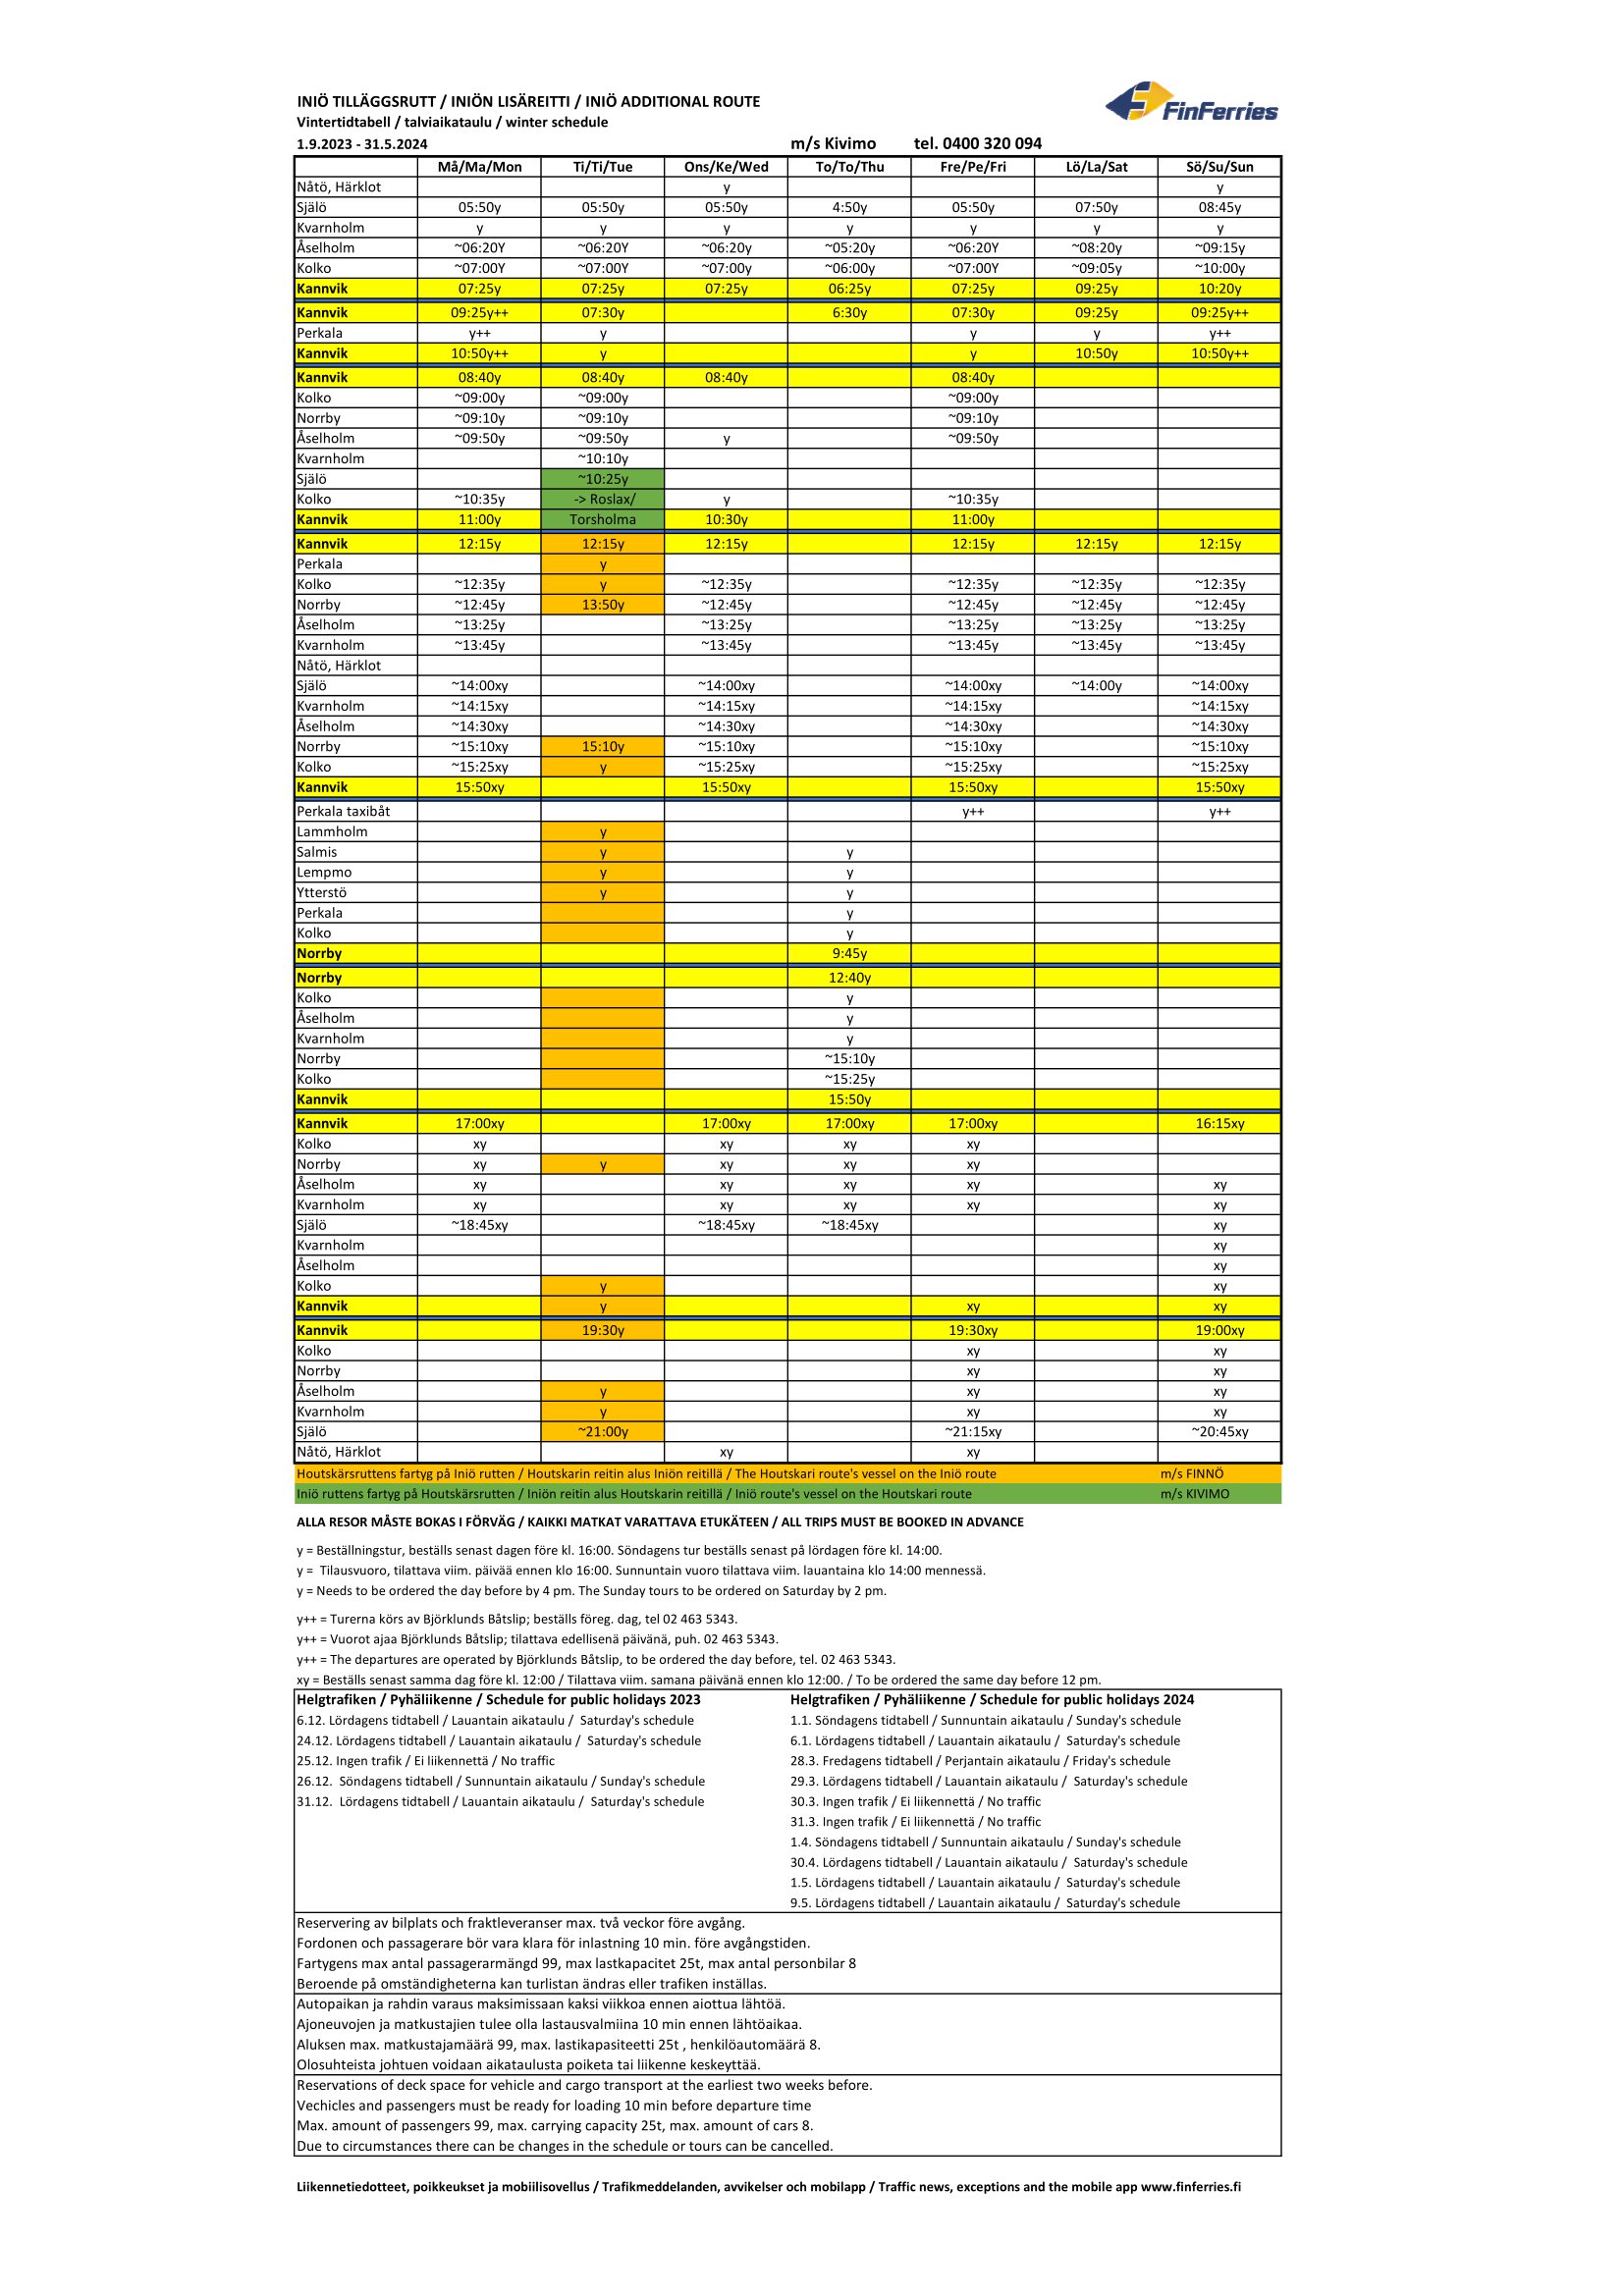 FinFerries
INIÖ TILLÄGGSRUTT / INIÖN LISÄREITTI / INIÖ ADDITIONAL ROUTE
Vintertidtabell / talviaikataulu / winter schedule
1.9.2023 - 31.5.2024 m/s Kivimo tel. 0400 320 094
Må/Ma/Mon Ti/Ti/Tue Ons/Ke/Wed To/To/Thu Fre/Pe/Fri Lö/La/Sat Sö/Su/Sun
Nåtö, Härklot y y
Själö 05:50y 05:50y 05:50y 4:50y 05:50y 07:50y 08:45y
Kvarnholm y y y y y y y
Åselholm ~06:20Y ~06:20Y ~06:20y ~05:20y ~06:20Y ~08:20y ~09:15y
Kolko ~07:00Y ~07:00Y ~07:00y ~06:00y ~07:00Y ~09:05y ~10:00y
Kannvik 07:25y 07:25y 07:25y 06:25y 07:25y 09:25y 10:20y
Kannvik 09:25y++ 07:30y 6:30y 07:30y 09:25y 09:25y++
Perkala y++ y y y y++
Kannvik 10:50y++ y y 10:50y 10:50y++
Kannvik 08:40y 08:40y 08:40y 08:40y
Kolko ~09:00y ~09:00y ~09:00y
Norrby ~09:10y ~09:10y ~09:10y
Åselholm ~09:50y ~09:50y y ~09:50y
Kvarnholm ~10:10y
Själö ~10:25y
Kolko ~10:35y -> Roslax/ y ~10:35y
Kannvik 11:00y Torsholma 10:30y 11:00y
Kannvik 12:15y 12:15y 12:15y 12:15y 12:15y 12:15y
Perkala y
Kolko ~12:35y y ~12:35y ~12:35y ~12:35y ~12:35y
Norrby ~12:45y 13:50y ~12:45y ~12:45y ~12:45y ~12:45y
Åselholm ~13:25y ~13:25y ~13:25y ~13:25y ~13:25y
Kvarnholm ~13:45y ~13:45y ~13:45y ~13:45y ~13:45y
Nåtö, Härklot
Själö ~14:00xy ~14:00xy ~14:00xy ~14:00y ~14:00xy
Kvarnholm ~14:15xy ~14:15xy ~14:15xy ~14:15xy
Åselholm ~14:30xy ~14:30xy ~14:30xy ~14:30xy
Norrby ~15:10xy 15:10y ~15:10xy ~15:10xy ~15:10xy
Kolko ~15:25xy y ~15:25xy ~15:25xy ~15:25xy
Kannvik 15:50xy 15:50xy 15:50xy 15:50xy
Perkala taxibåt y++ y++
Lammholm y
Salmis y y
Lempmo y y
Ytterstö y y
Perkala y
Kolko y
Norrby 9:45y
Norrby 12:40y
Kolko y
Åselholm y
Kvarnholm y
Norrby ~15:10y
Kolko ~15:25y
Kannvik 15:50y
Kannvik 17:00xy 17:00xy 17:00xy 17:00xy 16:15xy
Kolko xy xy xy xy
Norrby xy y xy xy xy
Åselholm xy xy xy xy xy
Kvarnholm xy xy xy xy xy
Själö ~18:45xy ~18:45xy ~18:45xy xy
Kvarnholm xy
Åselholm xy
Kolko y xy
Kannvik y xy xy
Kannvik 19:30y 19:30xy 19:00xy
Kolko xy xy
Norrby xy xy
Åselholm y xy xy
Kvarnholm y xy xy
Själö ~21:00y ~21:15xy ~20:45xy
Nåtö, Härklot xy xy
Houtskärsruttens fartyg på Iniö rutten / Houtskarin reitin alus Iniön reitillä / The Houtskari route's vessel on the Iniö route m/s FINNÖ
Iniö ruttens fartyg på Houtskärsrutten / Iniön reitin alus Houtskarin reitillä / Iniö route's vessel on the Houtskari route m/s KIVIMO
ALLA RESOR MÅSTE BOKAS I FÖRVÄG / KAIKKI MATKAT VARATTAVA ETUKÄTEEN / ALL TRIPS MUST BE BOOKED IN ADVANCE
y = Beställningstur, beställs senast dagen före kl. 16:00. Söndagens tur beställs senast på lördagen före kl. 14:00.
y = Tilausvuoro, tilattava viim. päivää ennen klo 16:00. Sunnuntain vuoro tilattava viim. lauantaina klo 14:00 mennessä.
y = Needs to be ordered the day before by 4 pm. The Sunday tours to be ordered on Saturday by 2 pm.
y++ = Turerna körs av Björklunds Båtslip; beställs föreg. dag, tel 02 463 5343.
y++ = Vuorot ajaa Björklunds Båtslip; tilattava edellisenä päivänä, puh. 02 463 5343.
y++ = The departures are operated by Björklunds Båtslip, to be ordered the day before, tel. 02 463 5343.
xy = Beställs senast samma dag före kl. 12:00 / Tilattava viim. samana päivänä ennen klo 12:00. / To be ordered the same day before 12 pm.
Helgtrafiken / Pyhäliikenne / Schedule for public holidays 2023 Helgtrafiken / Pyhäliikenne / Schedule for public holidays 2024
6.12. Lördagens tidtabell / Lauantain aikataulu / Saturday's schedule 1.1. Söndagens tidtabell / Sunnuntain aikataulu / Sunday's schedule
24.12. Lördagens tidtabell / Lauantain aikataulu / Saturday's schedule 6.1. Lördagens tidtabell / Lauantain aikataulu / Saturday's schedule
25.12. Ingen trafik / Ei liikennettä / No traffic 28.3. Fredagens tidtabell / Perjantain aikataulu / Friday's schedule
26.12. Söndagens tidtabell / Sunnuntain aikataulu / Sunday's schedule 29.3. Lördagens tidtabell / Lauantain aikataulu / Saturday's schedule
31.12. Lördagens tidtabell / Lauantain aikataulu / Saturday's schedule 30.3. Ingen trafik / Ei liikennettä / No traffic
31.3. Ingen trafik / Ei liikennettä / No traffic
1.4. Söndagens tidtabell / Sunnuntain aikataulu / Sunday's schedule
30.4. Lördagens tidtabell / Lauantain aikataulu / Saturday's schedule
1.5. Lördagens tidtabell / Lauantain aikataulu / Saturday's schedule
9.5. Lördagens tidtabell / Lauantain aikataulu / Saturday's schedule
Reservering av bilplats och fraktleveranser max. två veckor före avgång.
Fordonen och passagerare bör vara klara för inlastning 10 min. före avgångstiden.
Fartygens max antal passagerarmängd 99, max lastkapacitet 25t, max antal personbilar 8
Beroende på omständigheterna kan turlistan ändras eller trafiken inställas.
Autopaikan ja rahdin varaus maksimissaan kaksi viikkoa ennen aiottua lähtöä.
Ajoneuvojen ja matkustajien tulee olla lastausvalmiina 10 min ennen lähtöaikaa.
Aluksen max. matkustajamäärä 99, max. lastikapasiteetti 25t , henkilöautomäärä 8.
Olosuhteista johtuen voidaan aikataulusta poiketa tai liikenne keskeyttää.
Reservations of deck space for vehicle and cargo transport at the earliest two weeks before.
Vechicles and passengers must be ready for loading 10 min before departure time
Max. amount of passengers 99, max. carrying capacity 25t, max. amount of cars 8.
Due to circumstances there can be changes in the schedule or tours can be cancelled.
Liikennetiedotteet, poikkeukset ja mobiilisovellus / Trafikmeddelanden, avvikelser och mobilapp / Traffic news, exceptions and the mobile app www.finferries.fi